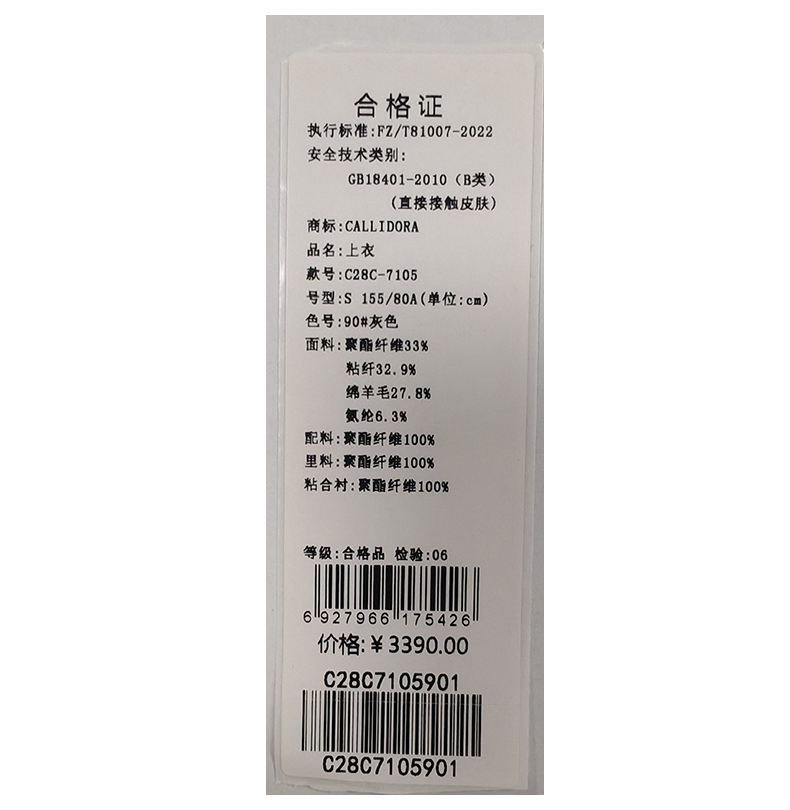 合格证
执行标准:FZ/T81007-2022
安全技术类别:
GB18401-2010（B类）
（直接接触皮肤）
商标:CALLIDORA
品名:上衣
款号:C28C-7105
号型:S 155/80A(单位:cm)
色号:90#灰色
面料:聚酯纤维33%
粘纤32.9%
绵羊毛27.8%
氨纶6.3%
配料:聚酯纤维100%
里料:聚酯纤维100%
粘合衬:聚酯纤维100%
等级:合格品 检验:06
6 927966 175426
价格:￥3390.00
C28C7105901
C28C7105901